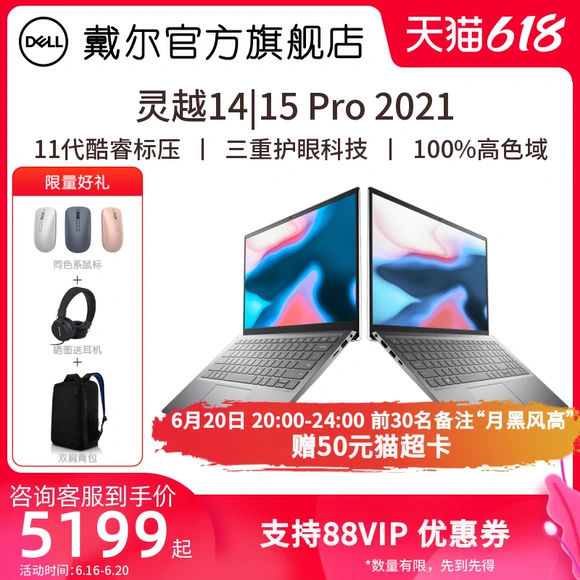 DELL 戴尔官方旗舰店 天猫618
灵越14|15 Pro 2021
11代酷睿标压 | 三重护眼科技 | 100%高色域
限量好礼
同色系鼠标
+
晒图送耳机
+
双肩背包
6月20日 20:00-24:00 前30名备注“月黑风高”
赠50元猫超卡
咨询客服到手价
5199起
活动时间:6.16-6.20
支持88VIP 优惠券
*数量有限,先到先得